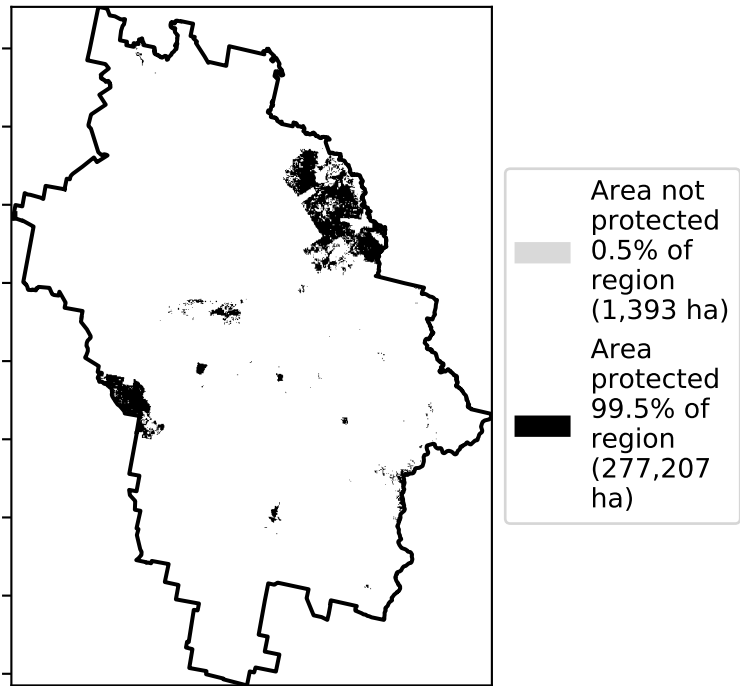 Area not
protected
0.5% of
region
(1,393 ha)
Area
protected
99.5% of
region
(277,207
ha)